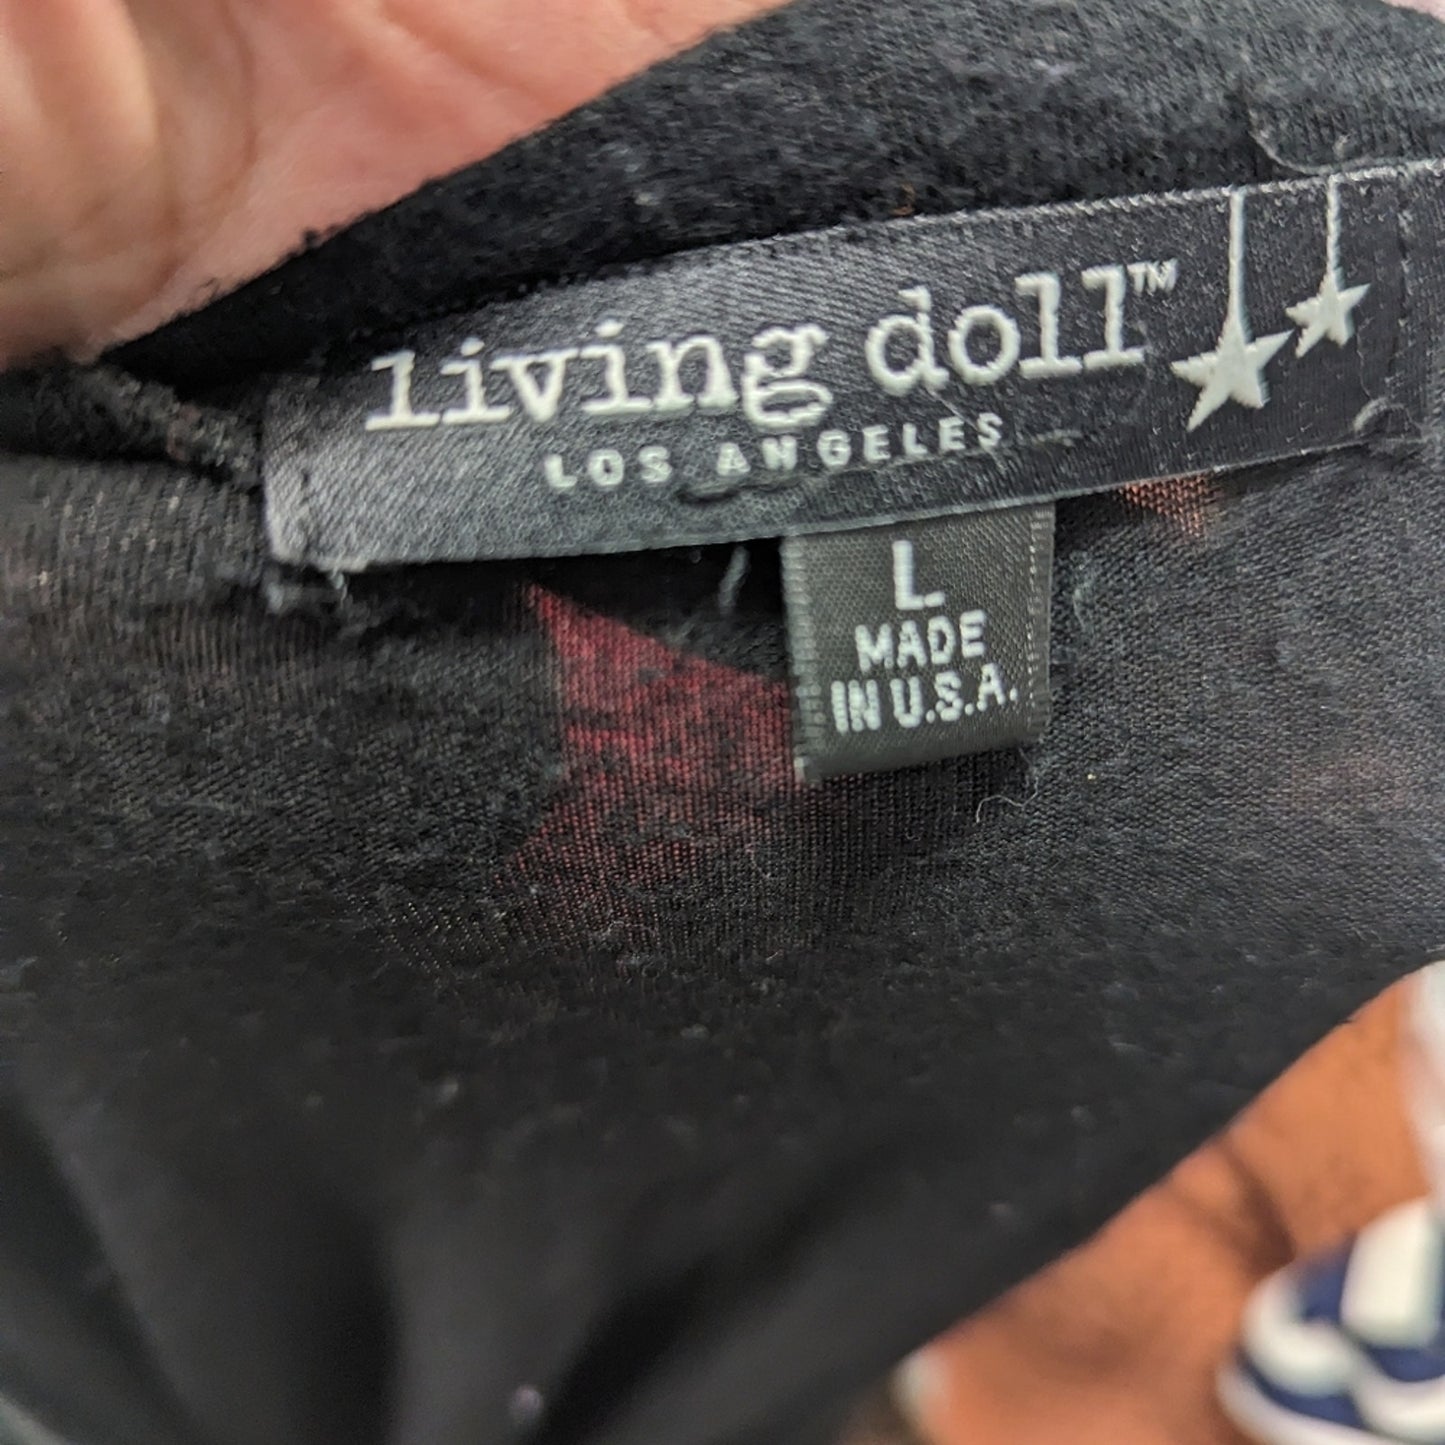 living doll™
LOS ANGELES
L
MADE
IN U.S.A.